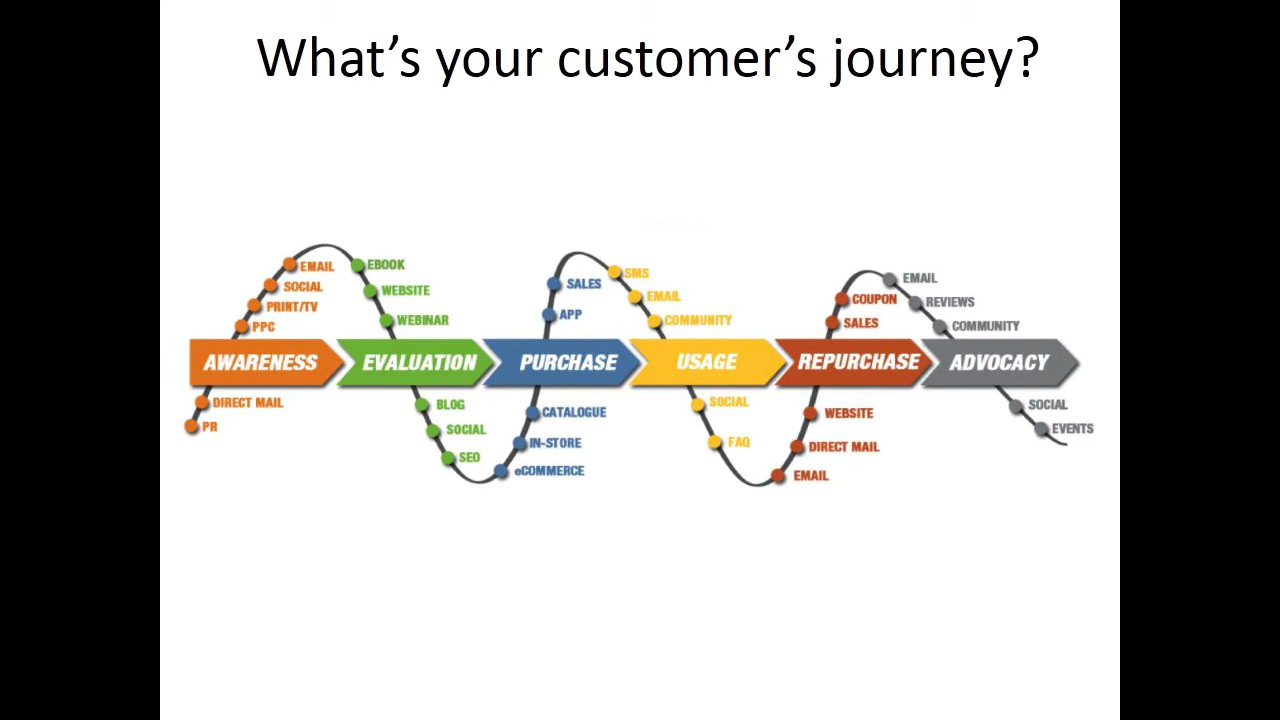 What's your customer's journey?
EMAIL
SOCIAL
PRINT/TV
PPC
AWARENESS
DIRECT MAIL
PR
EBOOK
WEBSITE
WEBINAR
EVALUATION
BLOG
SOCIAL
SEO
SALES
APP
PURCHASE
CATALOGUE
IN-STORE
eCOMMERCE
SMS
EMAIL
COMMUNITY
USAGE
SOCIAL
FAQ
COUPON
SALES
REPURCHASE
WEBSITE
DIRECT MAIL
EMAIL
EMAIL
REVIEWS
COMMUNITY
ADVOCACY
SOCIAL
EVENTS